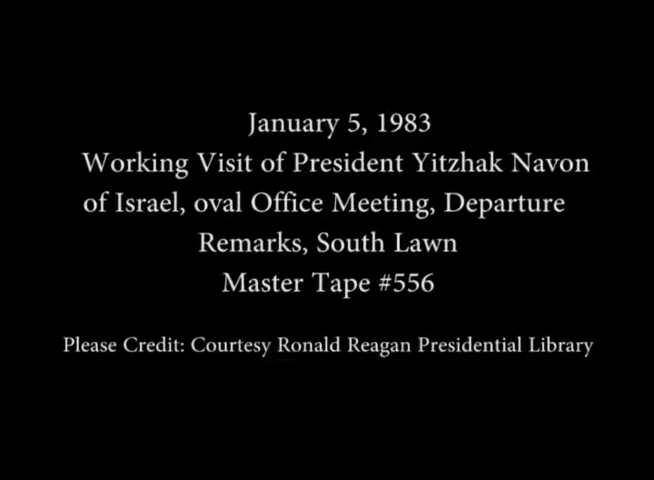 January 5, 1983
Working Visit of President Yitzhak Navon
of Israel, oval Office Meeting, Departure
Remarks, South Lawn
Master Tape #556
Please Credit: Courtesy Ronald Reagan Presidential Library